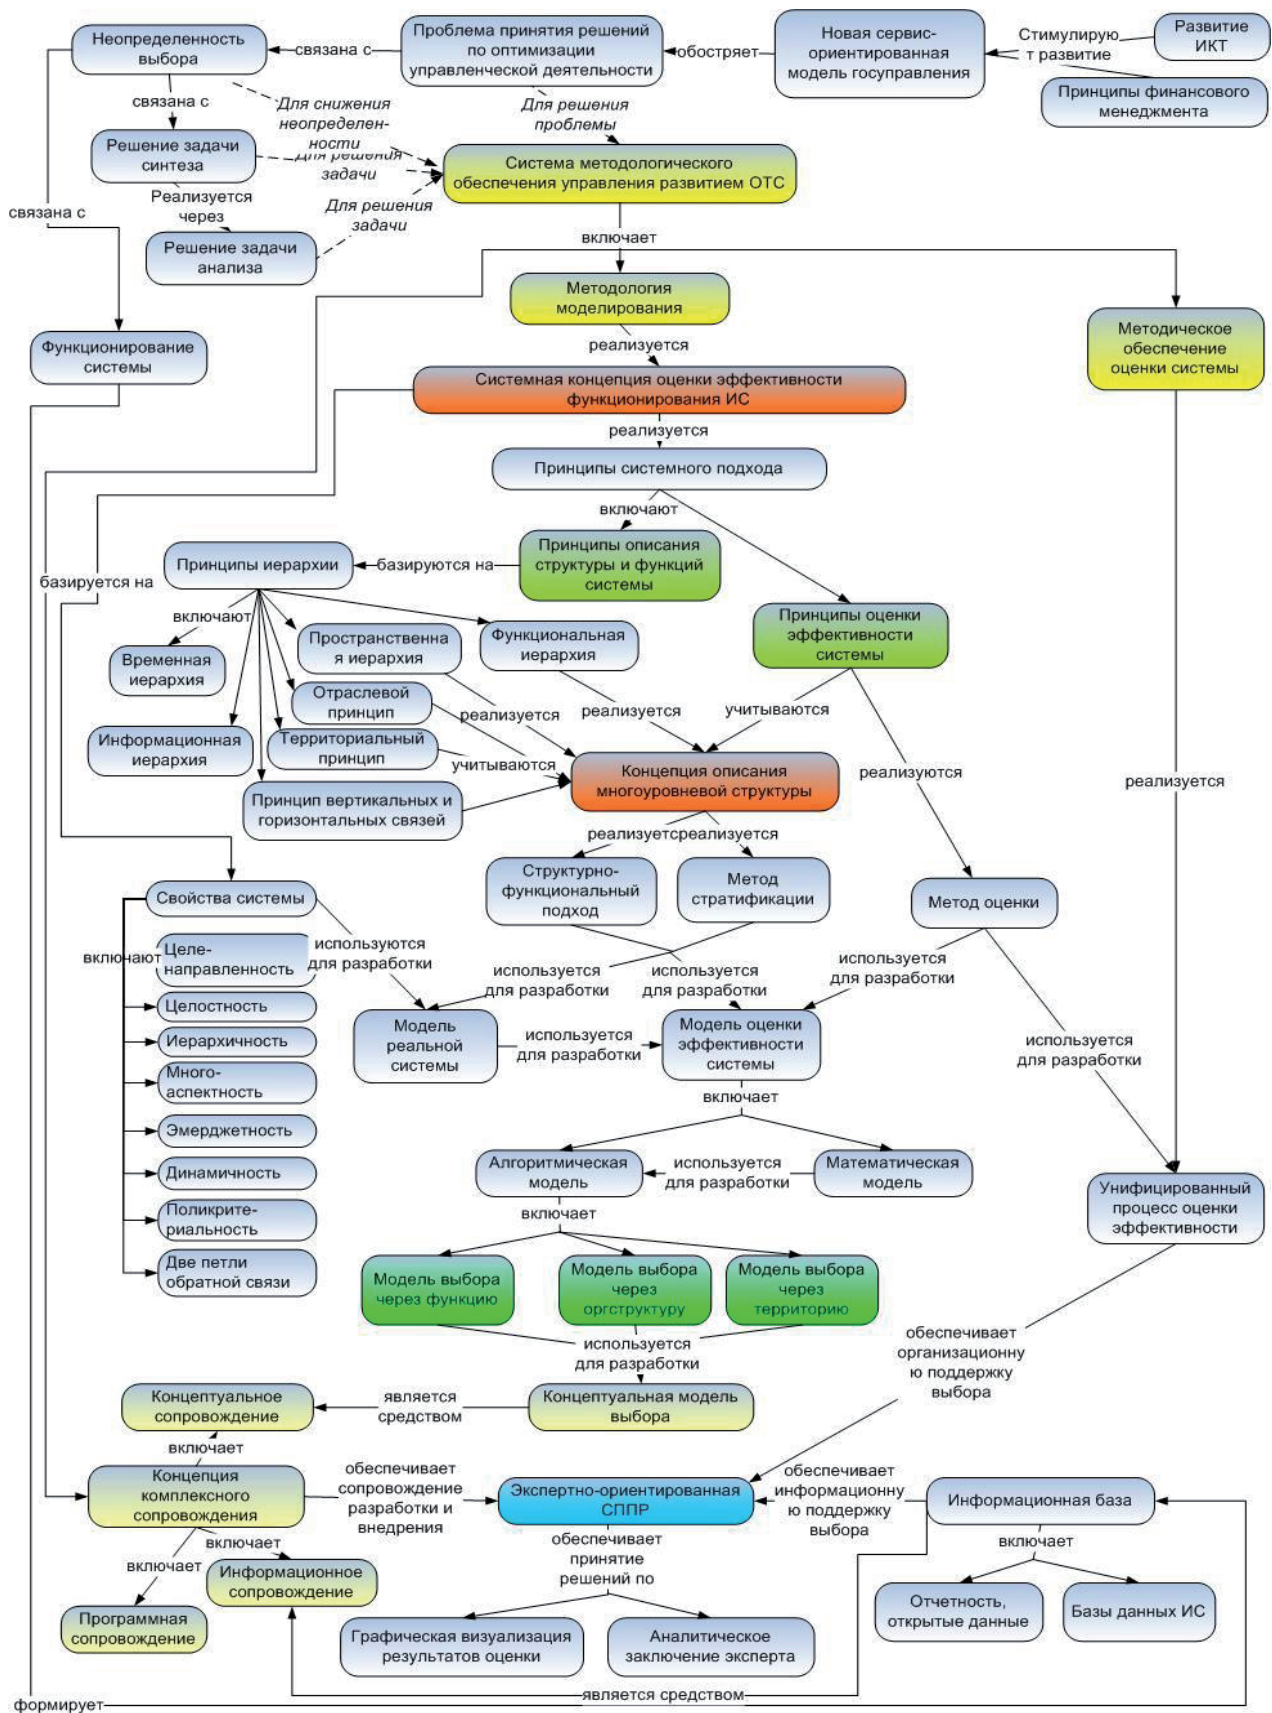 Неопределенность
выбора
связана с
Проблема принятия решений
по оптимизации
управленческой деятельности
обостряет
Новая сервис-
ориентированная
модель госуправления
Стимулирую
т развитие
Развитие
ИКТ
Принципы финансового
менеджмента
связана с
Для снижения
неопределен-
ности
Для решения
проблемы
Решение задачи
синтеза
Для решения
задачи
Система методологического
обеспечения управления развитием ОТС
Реализуется
через
Для решения
задачи
связана с
Решение задачи
анализа
включает
Методология
моделирования
Методическое
обеспечение
оценки системы
Функционирование
системы
реализуется
Системная концепция оценки эффективности
функционирования ИС
реализуется
Принципы системного подхода
включают
Принципы описания
структуры и функций
системы
базируются на
Принципы иерархии
базируется на
включают
Пространственна
я иерархия
Функциональная
иерархия
Принципы оценки
эффективности
системы
Временная
иерархия
Отраслевой
принцип
реализуется
реализуется
учитываются
Информационная
иерархия
Территориальный
принцип
учитываются
Концепция описания
многоуровневой структуры
реализуются
реализуется
Принцип вертикальных и
горизонтальных связей
реализуетсреализуется
Структурно-
функциональный
подход
Метод
стратификации
Метод оценки
Свойства системы
включают
Целе-
направленность
используются
для разработки
используется
для разработки
используется
для разработки
используется
для разработки
Целостность
Иерархичность
Много-
аспектность
Эмерджетность
Динамичность
Поликрите-
риальность
Две петли
обратной связи
Модель
реальной
системы
используется
для разработки
Модель оценки
эффективности
системы
используется
для разработки
включает
Алгоритмическая
модель
используется
для разработки
Математическая
модель
Унифицированный
процесс оценки
эффективности
включает
Модель выбора
через функцию
Модель выбора
через
оргструктуру
Модель выбора
через
территорию
используется
для разработки
обеспечивает
организационну
ю поддержку
выбора
Концептуальное
сопровождение
является
средством
Концептуальная модель
выбора
включает
Концепция
комплексного
сопровождения
обеспечивает
сопровождение
разработки и
внедрения
Экспертно-ориентированная
СППР
обеспечивает
информационну
ю поддержку
выбора
Информационная база
включает
включает
обеспечивает
принятие
решений по
включает
Информационное
сопровождение
Программная
сопровождение
Отчетность,
открытые данные
Базы данных ИС
Графическая визуализация
результатов оценки
Аналитическое
заключение эксперта
является средством
формирует